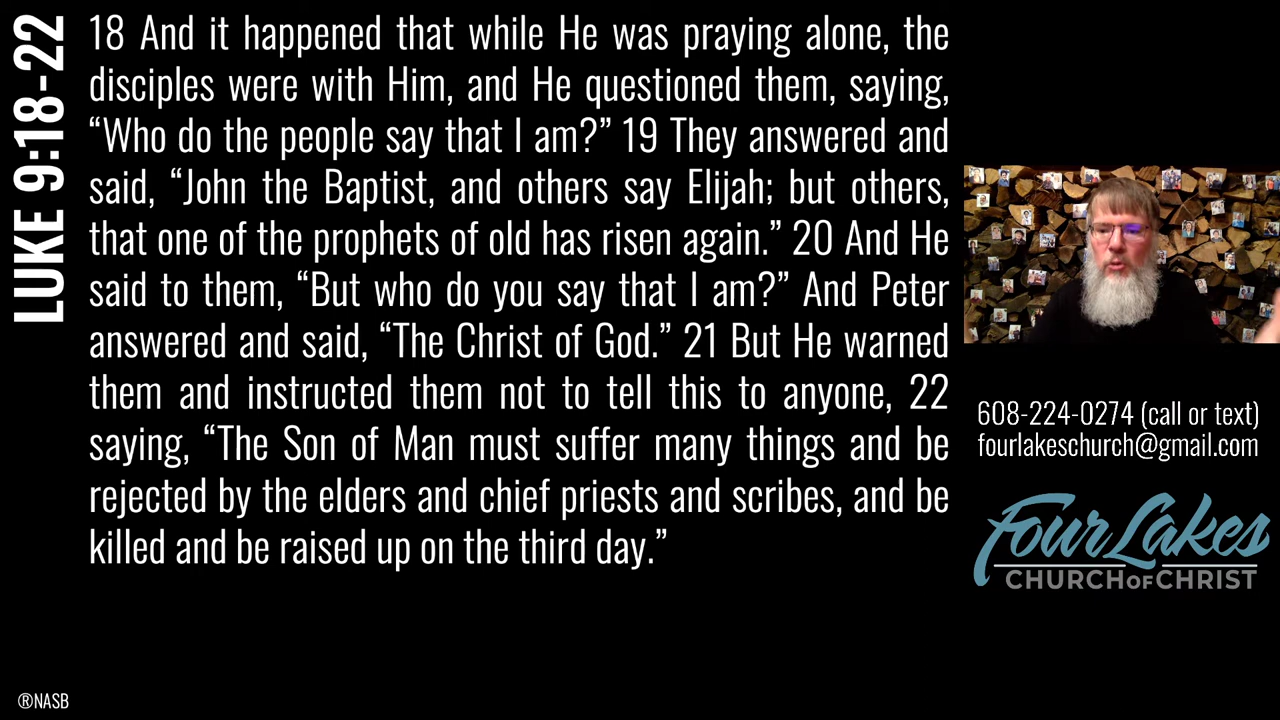 LUKE 9:18-22
18 And it happened that while He was praying alone, the
disciples were with Him, and He questioned them, saying,
“Who do the people say that I am?” 19 They answered and
said, “John the Baptist, and others say Elijah; but others,
that one of the prophets of old has risen again.” 20 And He
said to them, “But who do you say that I am?” And Peter
answered and said, “The Christ of God.” 21 But He warned
them and instructed them not to tell this to anyone, 22
saying, “The Son of Man must suffer many things and be
rejected by the elders and chief priests and scribes, and be
killed and be raised up on the third day.”
608-224-0274 (call or text)
fourlakeschurch@gmail.com
Four Lakes
CHURCH OF CHRIST
®NASB